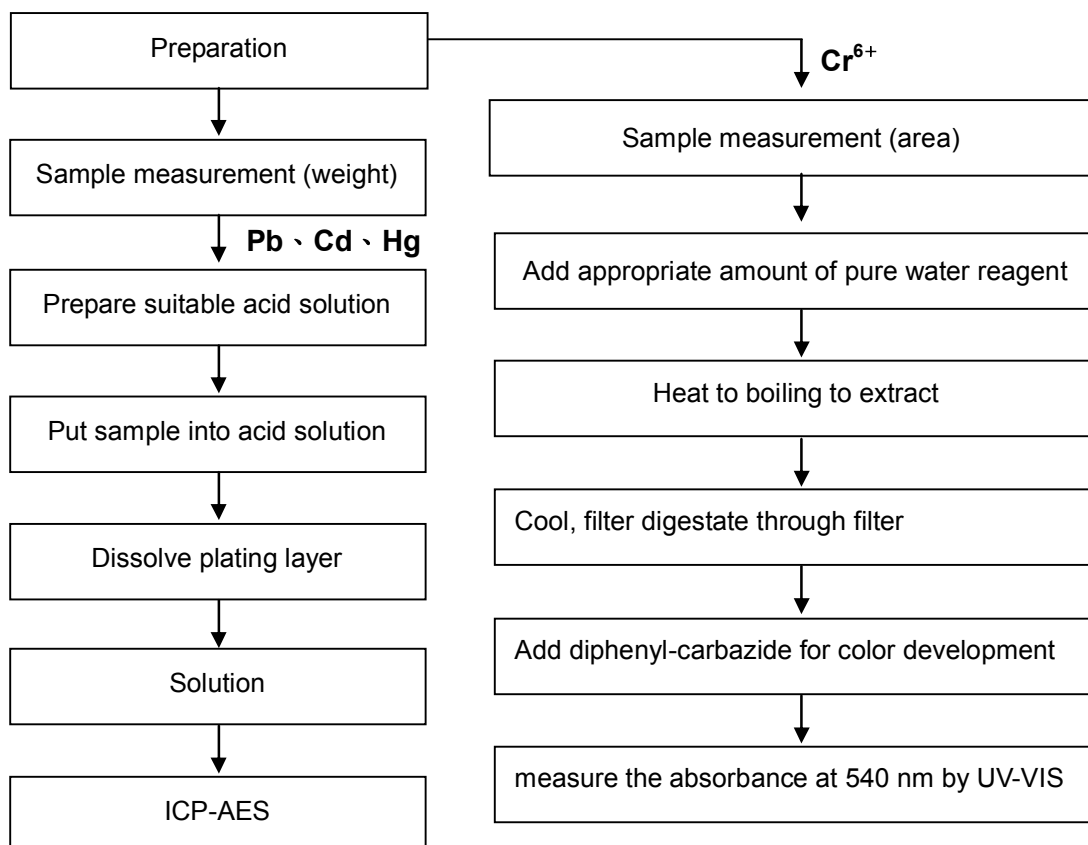 Preparation
Sample measurement (weight)
Pb、Cd、Hg
Prepare suitable acid solution
Put sample into acid solution
Dissolve plating layer
Solution
ICP-AES
Cr⁶⁺
Sample measurement (area)
Add appropriate amount of pure water reagent
Heat to boiling to extract
Cool, filter digestate through filter
Add diphenyl-carbazide for color development
measure the absorbance at 540 nm by UV-VIS